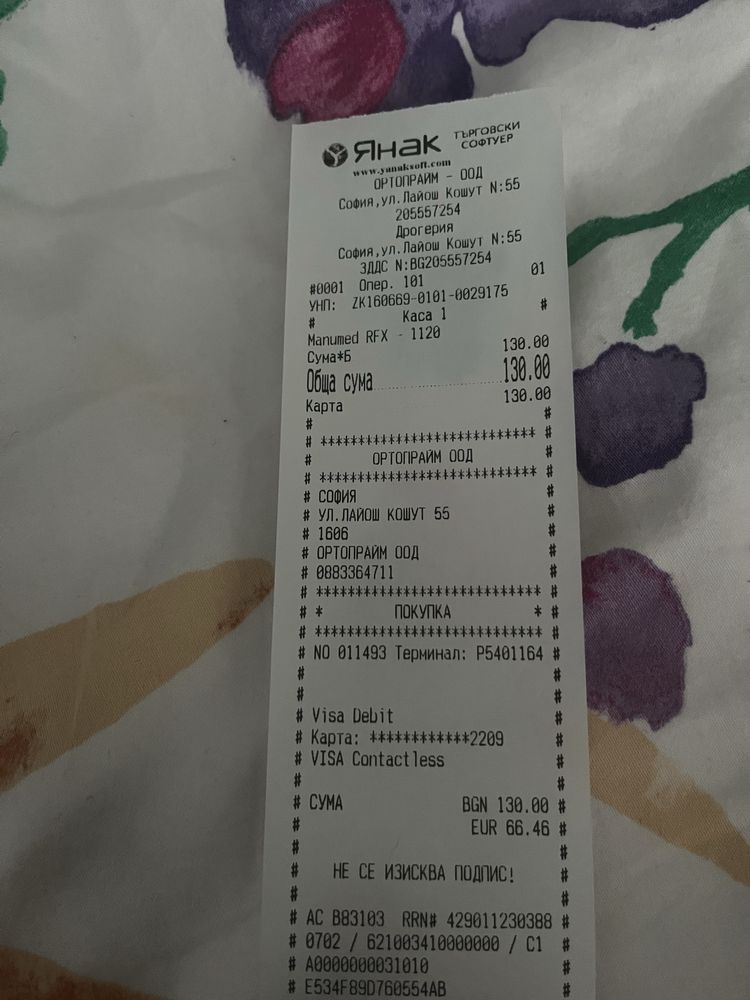 Янак ТЪРГОВСКИ СОФТУЕР
www.yanaksoft.com
ОРТОПРАЙМ - ООД
София,ул.Лайош Кошут N:55
205557254
Дрогерия
София,ул.Лайош Кошут N:55
ЗДДС N:BG205557254
#0001 Опер. 101 01
УНП: ZK160669-0101-0029175
# Каса 1 #
Manumed RFX - 1120
Сума*Б 130.00
Обща сума 130.00
Карта 130.00
# #
# **************************** #
# ОРТОПРАЙМ ООД #
# **************************** #
# СОФИЯ #
# УЛ.ЛАЙОШ КОШУТ 55 #
# 1606 #
# ОРТОПРАЙМ ООД #
# 0883364711 #
# **************************** #
# * ПОКУПКА * #
# **************************** #
# NO 011493 Терминал: P5401164 #
# #
# #
# Visa Debit #
# Карта: ************2209 #
# VISA Contactless #
# #
# СУМА BGN 130.00 #
# EUR 66.46 #
# #
# НЕ СЕ ИЗИСКВА ПОДПИС! #
# #
# AC B83103 RRN# 429011230388 #
# 0702 / 621003410000000 / C1 #
# A0000000031010 #
# E534F89D760554AB #